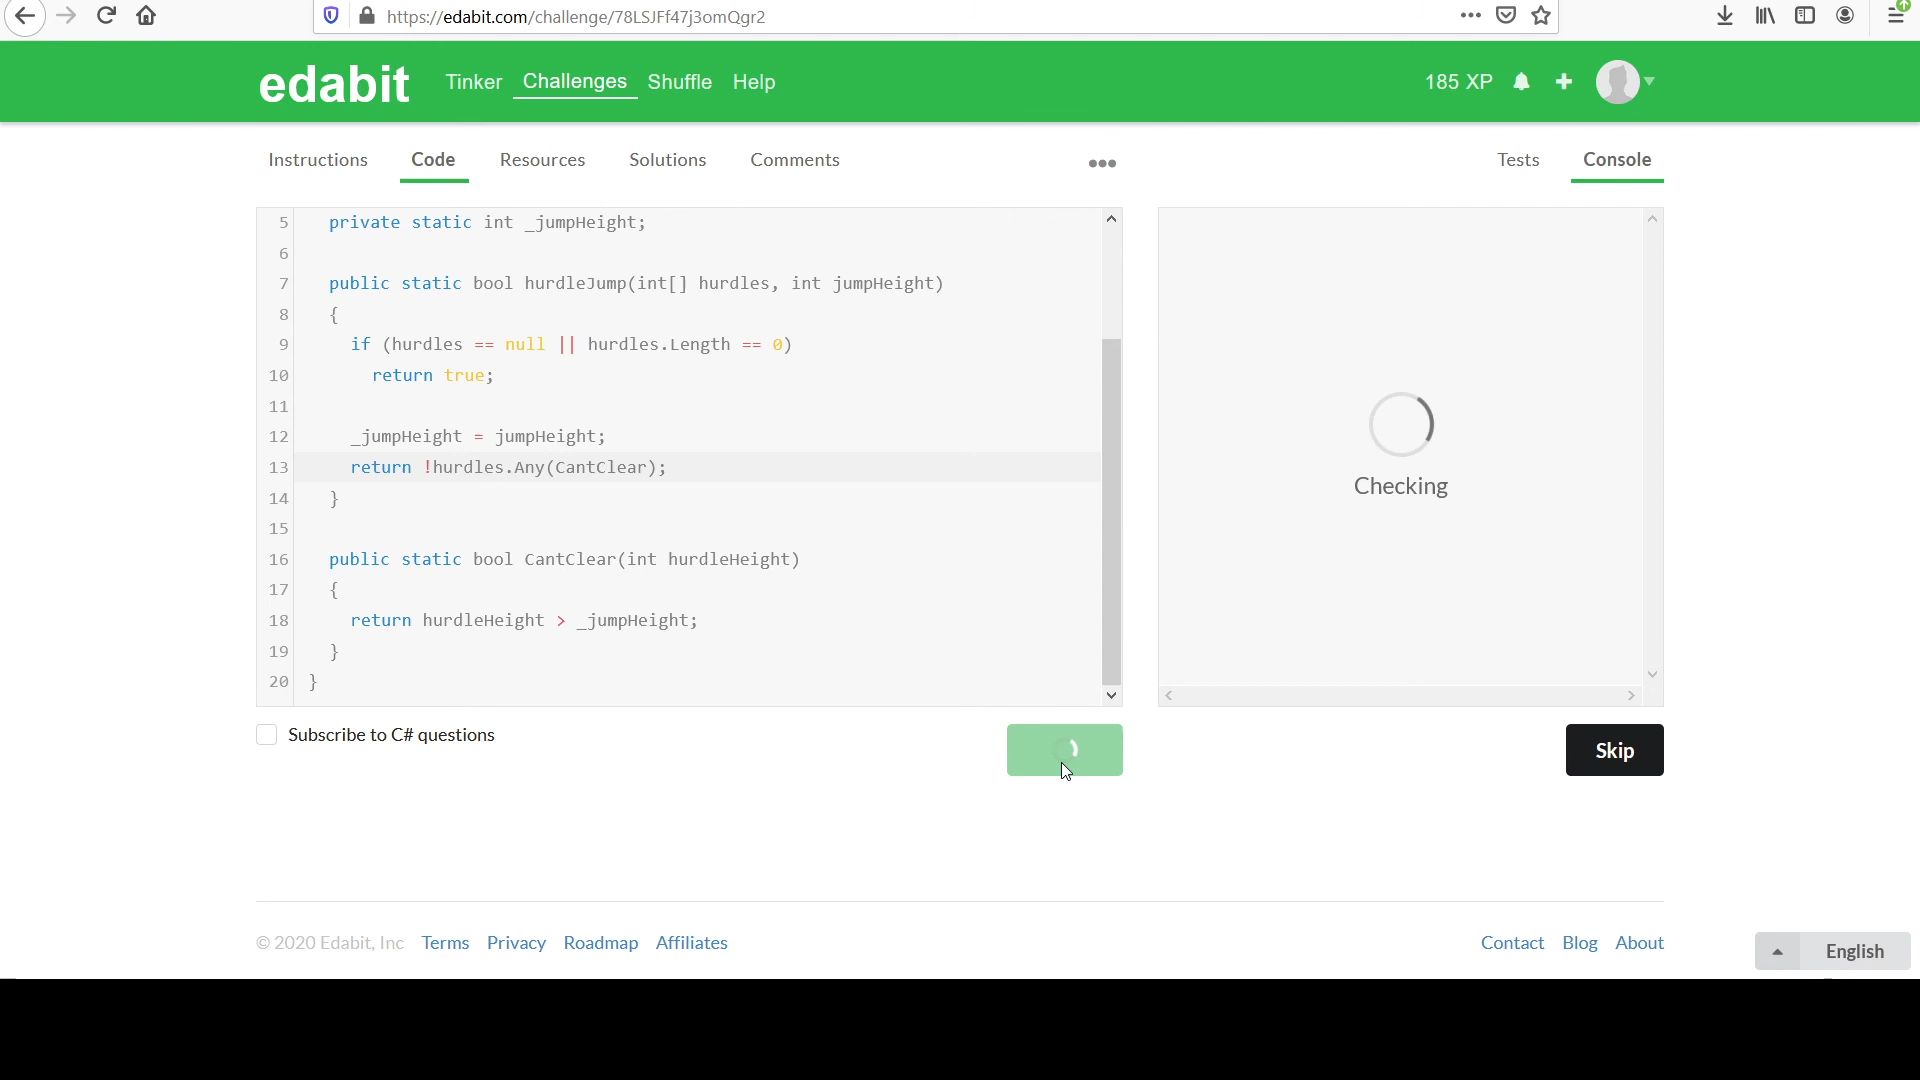 https://edabit.com/challenge/78LSJFf47j3omQgr2
edabit Tinker Challenges Shuffle Help 185 XP
Instructions Code Resources Solutions Comments Tests Console
5 private static int _jumpHeight;
6
7 public static bool hurdleJump(int[] hurdles, int jumpHeight)
8 {
9 if (hurdles == null || hurdles.Length == 0)
10 return true;
11
12 _jumpHeight = jumpHeight;
13 return !hurdles.Any(CantClear);
14 }
15
16 public static bool CantClear(int hurdleHeight)
17 {
18 return hurdleHeight > _jumpHeight;
19 }
20 }
Checking
Subscribe to C# questions
Skip
© 2020 Edabit, Inc Terms Privacy Roadmap Affiliates Contact Blog About
English